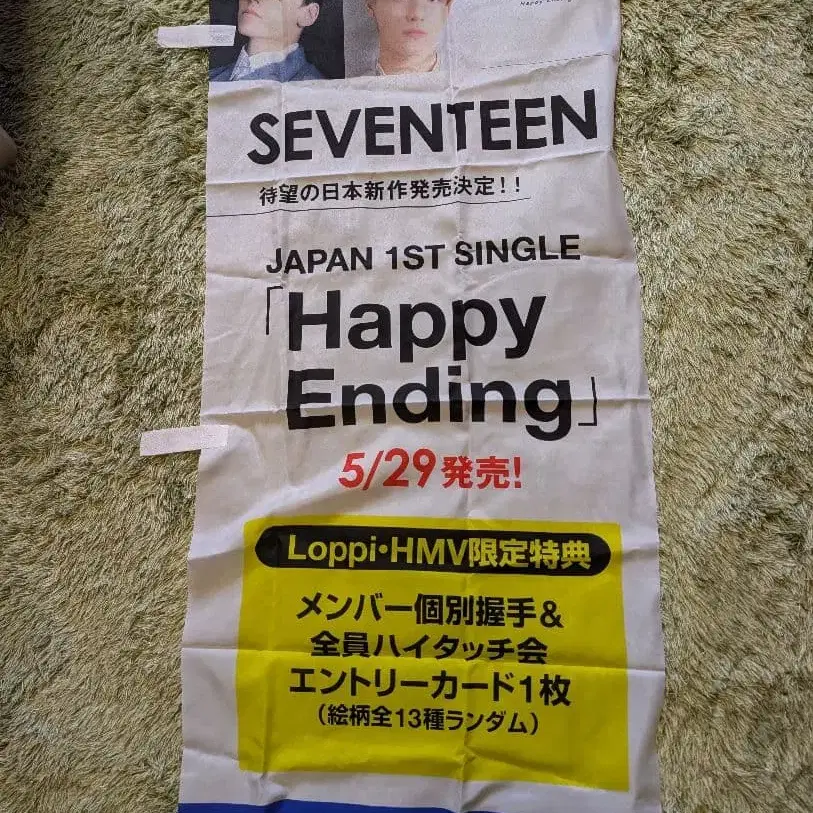 Happy Ending
SEVENTEEN
待望の日本新作発売決定!!
JAPAN 1ST SINGLE
「Happy
Ending」
5/29発売!
Loppi・HMV限定特典
メンバー個別握手&
全員ハイタッチ会
エントリーカード1枚
(絵柄全13種ランダム)